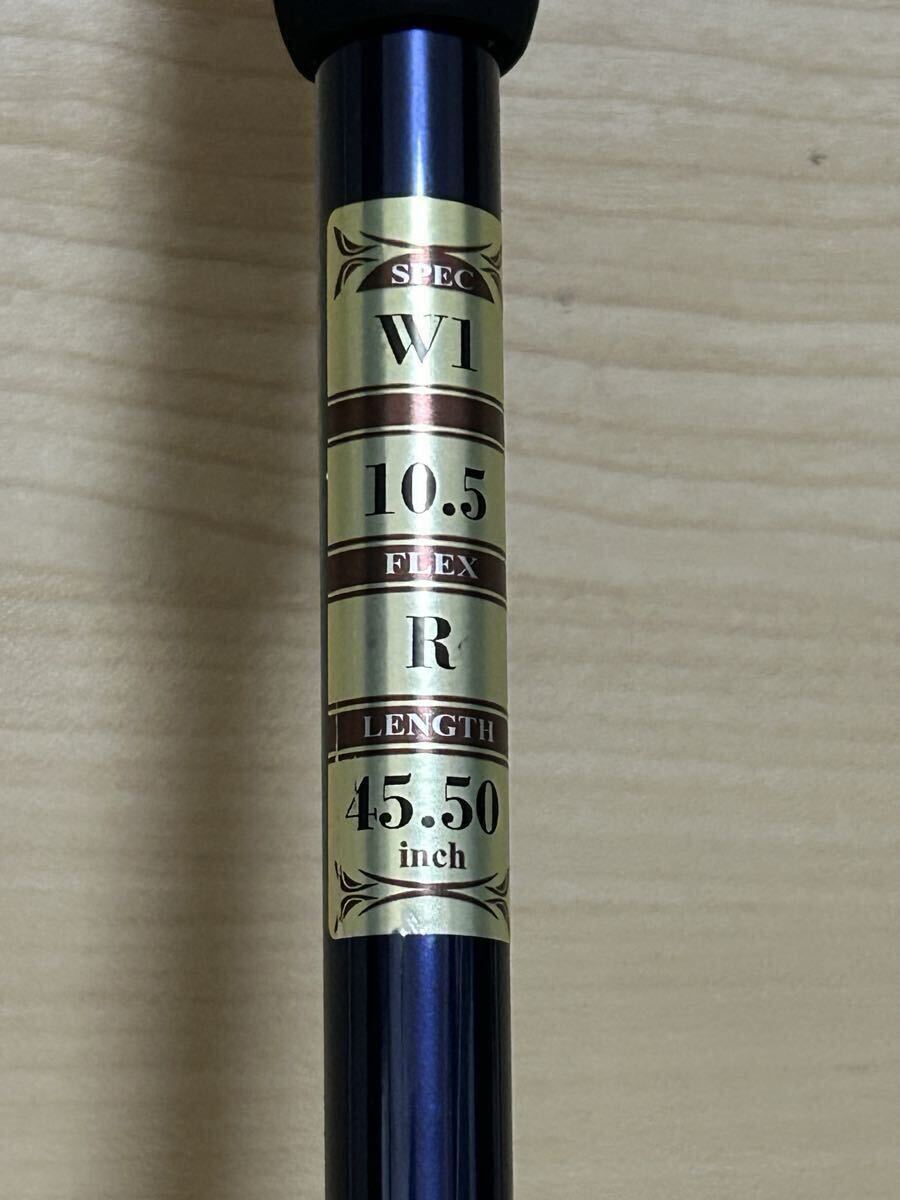 SPEC
W1
10.5
FLEX
R
LENGTH
45.50
inch